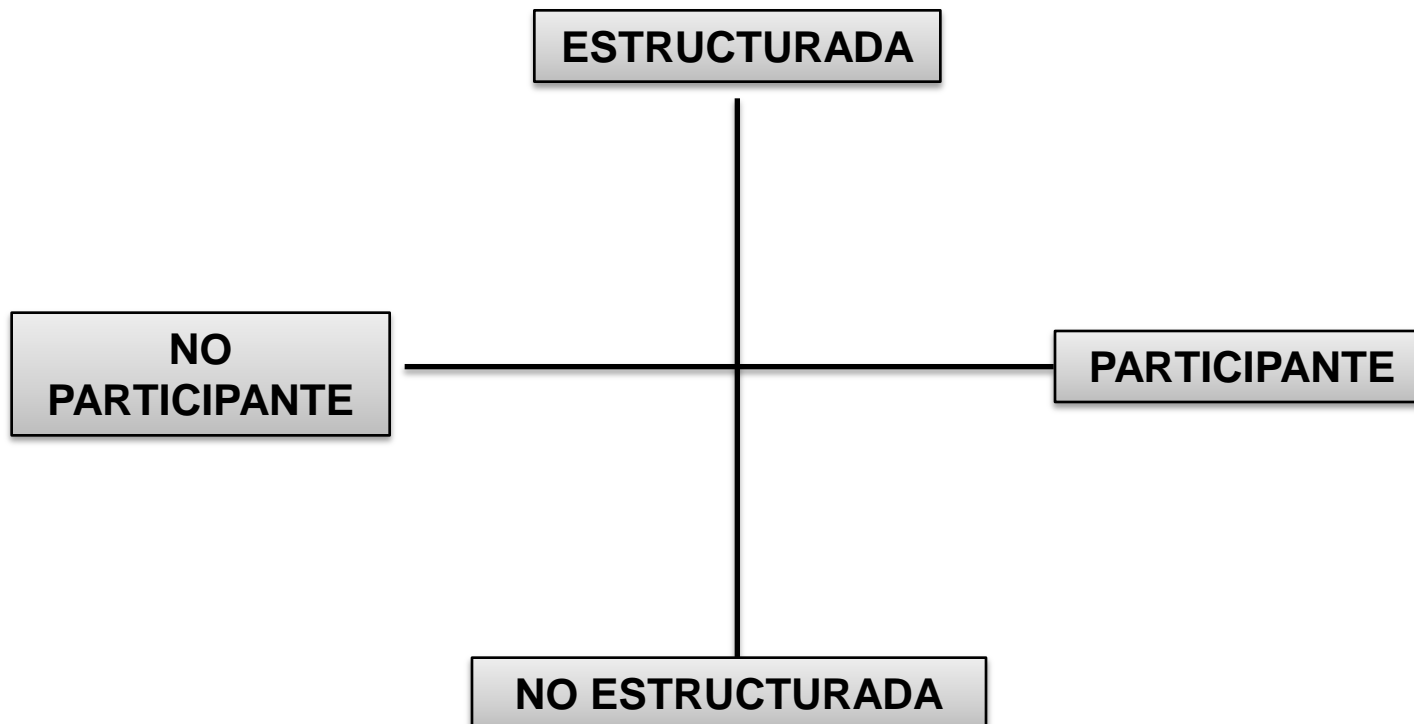 ESTRUCTURADA
NO
PARTICIPANTE
PARTICIPANTE
NO ESTRUCTURADA